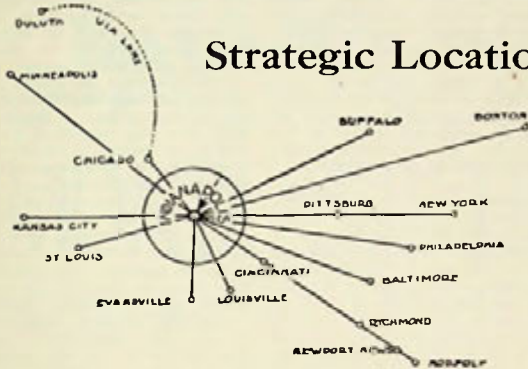 DULUTH
VIA LAKE
Strategic Locatio
MINNEAPOLIS
BUFFALO
BOSTON
CHICAGO
INDIANAPOLIS
PITTSBURG
NEW YORK
KANSAS CITY
ST LOUIS
PHILADELPHIA
CINCINNATI
BALTIMORE
EVANSVILLE
LOUISVILLE
RICHMOND
NEWPORT NEWS
NORFOLK